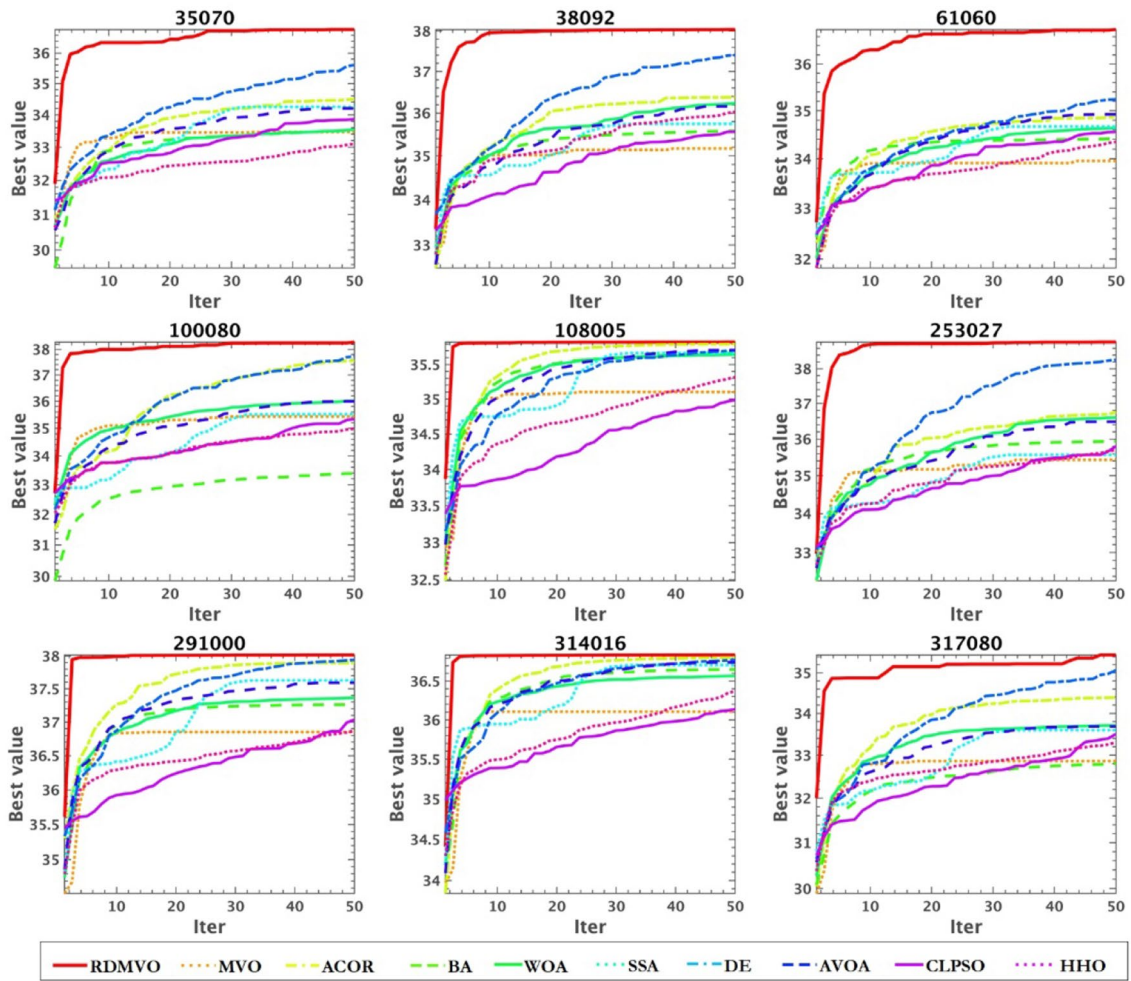 35070 38092 61060
36
35
34
33
32
31
30
Best value
10 20 30 40 50
Iter
38
37
36
35
34
33
Best value
10 20 30 40 50
Iter
36
35
34
33
32
Best value
10 20 30 40 50
Iter
100080 108005 253027
38
37
36
35
34
33
32
31
30
Best value
10 20 30 40 50
Iter
35.5
35
34.5
34
33.5
33
32.5
Best value
10 20 30 40 50
Iter
38
37
36
35
34
33
Best value
10 20 30 40 50
Iter
291000 314016 317080
38
37.5
37
36.5
36
35.5
35
Best value
10 20 30 40 50
Iter
36.5
36
35.5
35
34.5
34
Best value
10 20 30 40 50
Iter
35
34
33
32
31
30
Best value
10 20 30 40 50
Iter
RDMVO MVO ACOR BA WOA SSA DE AVOA CLPSO HHO